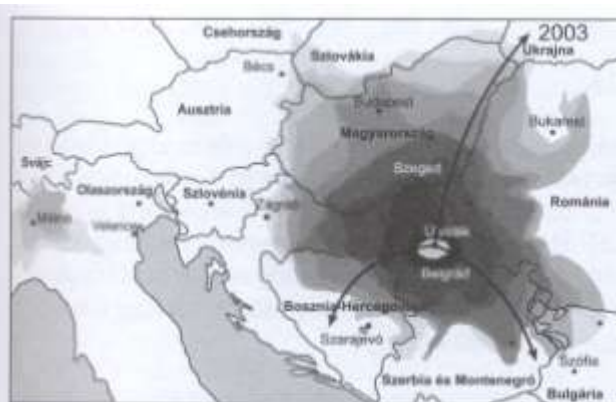 2003
Csehország
Ukrajna
Szlovákia
Bécs
Budapest
Ausztria
Bukarest
Magyarország
Szeged
Svájc
Olaszország
Szlovénia
Románia
Milánó
Velence
Zágráb
Újvidék
Belgrád
Bosznia-Hercegovina
Szarajevó
Szerbia és Montenegró
Szófia
Bulgária